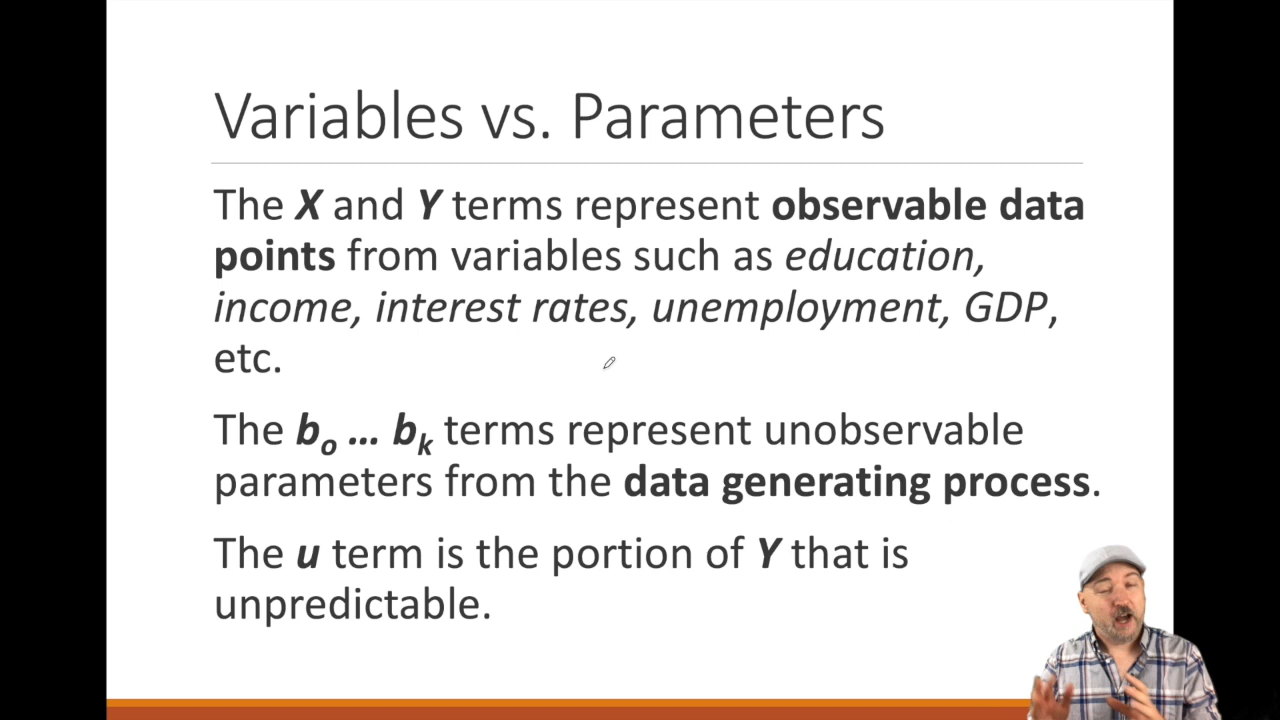 Variables vs. Parameters
The X and Y terms represent observable data
points from variables such as education,
income, interest rates, unemployment, GDP,
etc.
The bo … bk terms represent unobservable
parameters from the data generating process.
The u term is the portion of Y that is
unpredictable.